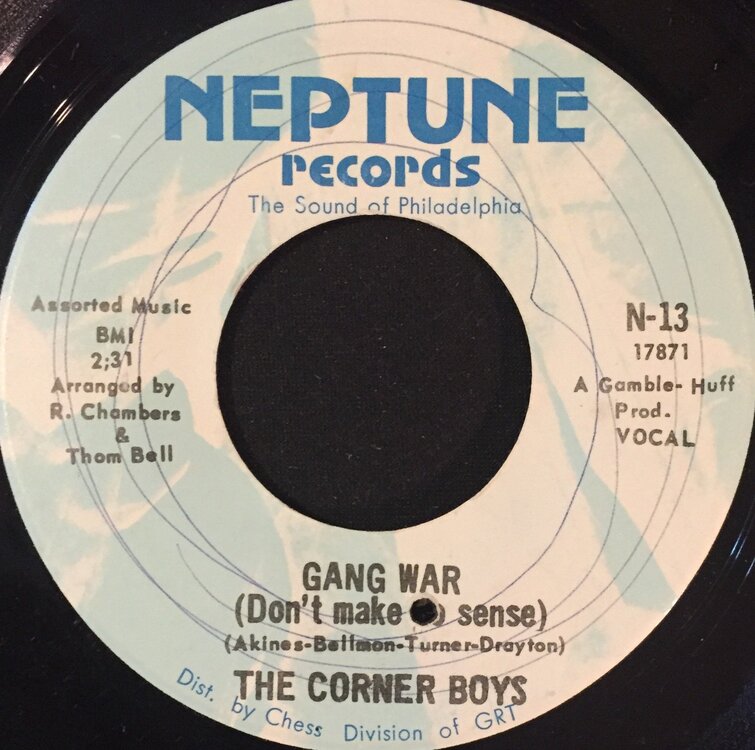 NEPTUNE
records
The Sound of Philadelphia
Assorted Music
BMI
2;31
Arranged by
R. Chambers
&
Thom Bell
N-13
17871
A Gamble- Huff
Prod.
VOCAL
GANG WAR
(Don't make sense)
(Akines-Bellmon-Turner-Drayton)
THE CORNER BOYS
Dist. by Chess Division of GRT